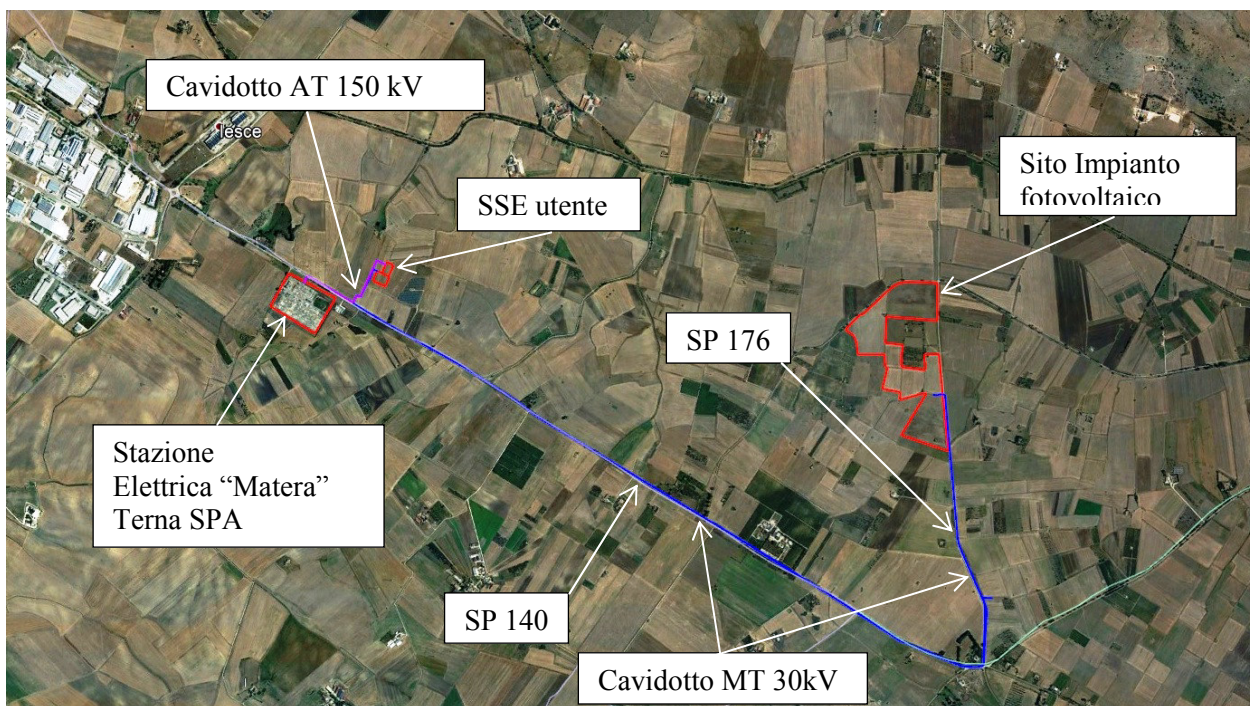 Cavidotto AT 150 kV
Iesce
Sito Impianto
fotovoltaico
SSE utente
SP 176
Stazione
Elettrica “Matera”
Terna SPA
SP 140
Cavidotto MT 30kV